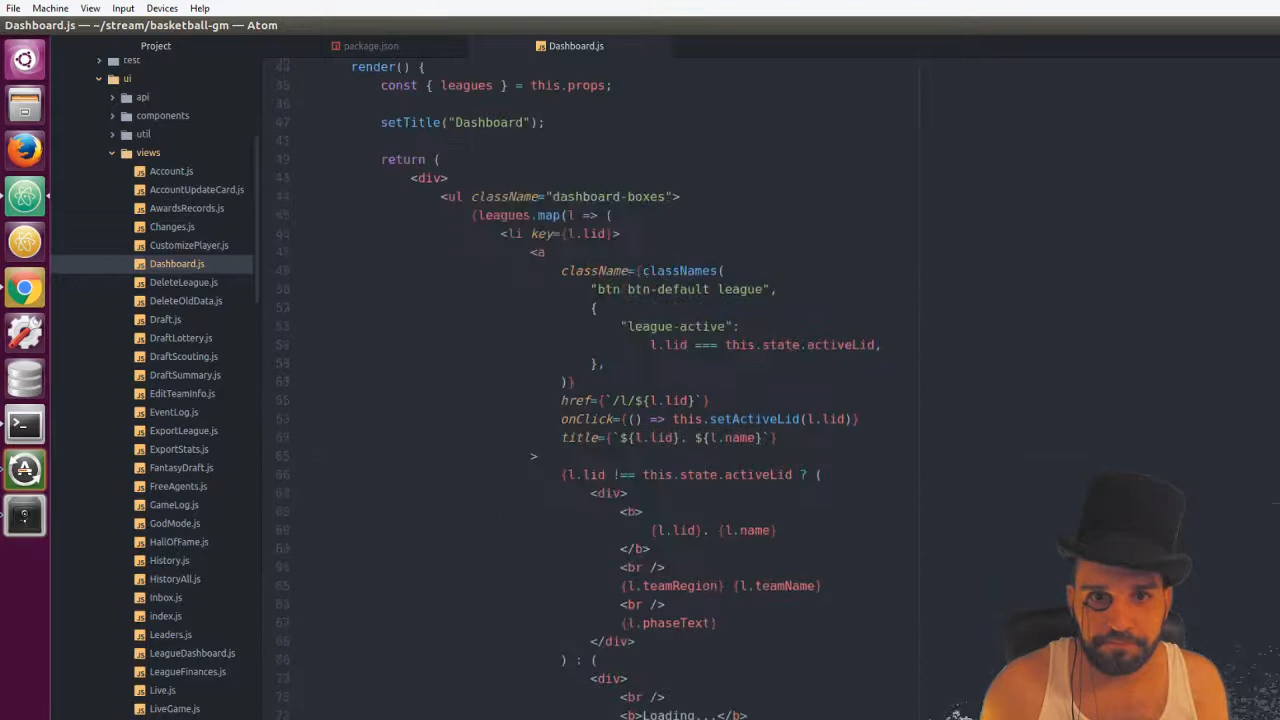 File Machine View Input Devices Help
Dashboard.js — ~/stream/basketball-gm — Atom
Project
package.json
Dashboard.js
test
ui
api
components
util
views
Account.js
AccountUpdateCard.js
AwardsRecords.js
Changes.js
CustomizePlayer.js
Dashboard.js
DeleteLeague.js
DeleteOldData.js
Draft.js
DraftLottery.js
DraftScouting.js
DraftSummary.js
EditTeamInfo.js
EventLog.js
ExportLeague.js
ExportStats.js
FantasyDraft.js
FreeAgents.js
GameLog.js
GodMode.js
HallOfFame.js
History.js
HistoryAll.js
Inbox.js
index.js
Leaders.js
LeagueDashboard.js
LeagueFinances.js
Live.js
LiveGame.js
render() {
const { leagues } = this.props;
setTitle("Dashboard");
return (
<div>
<ul className="dashboard-boxes">
{leagues.map(l => (
<li key={l.lid}>
<a
className={classNames(
"btn btn-default league",
{
"league-active":
l.lid === this.state.activeLid,
},
)}
href={`/l/${l.lid}`}
onClick={() => this.setActiveLid(l.lid)}
title={`${l.lid}. ${l.name}`}
>
{l.lid !== this.state.activeLid ? (
<div>
<b>
{l.lid}. {l.name}
</b>
<br />
{l.teamRegion} {l.teamName}
<br />
{l.phaseText}
</div>
) : (
<div>
<br />
<b>Loading...</b>